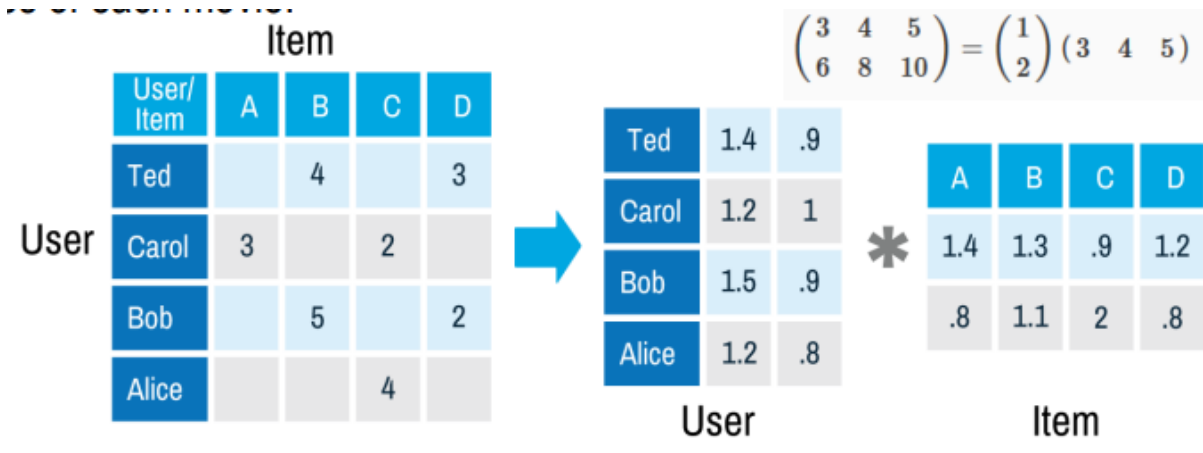 Item
User/
Item A B C D
Ted 4 3
User Carol 3 2
Bob 5 2
Alice 4
( 3 4 5
6 8 10 ) = ( 1
2 ) ( 3 4 5 )
Ted 1.4 .9
Carol 1.2 1
Bob 1.5 .9
Alice 1.2 .8
User
*
A B C D
1.4 1.3 .9 1.2
.8 1.1 2 .8
Item